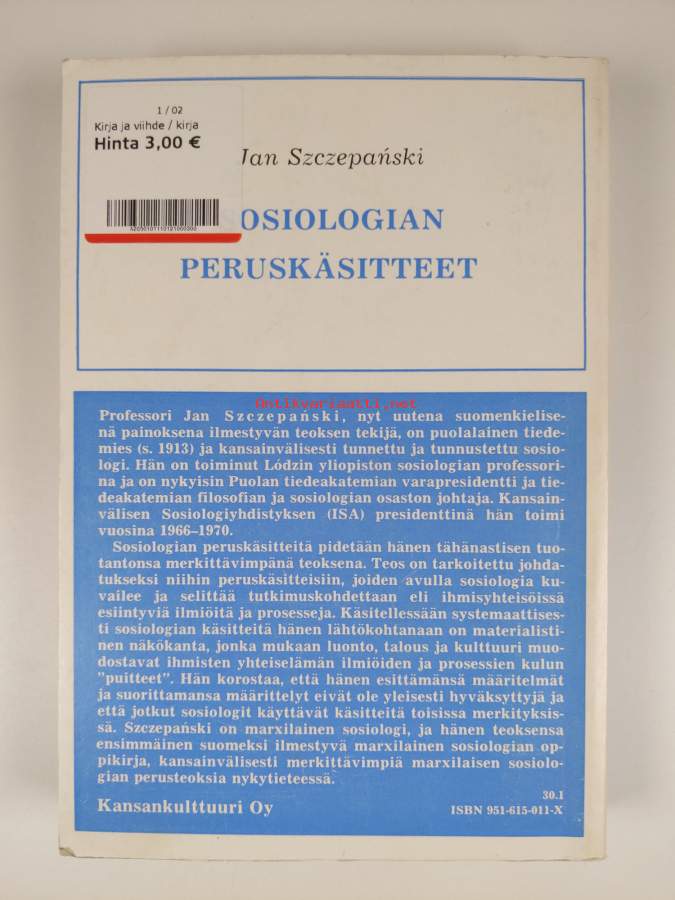 1 / 02
Kirja ja viihde / kirja
Hinta 3,00 €
A2050101110121000300
Jan Szczepański
SOSIOLOGIAN
PERUSKÄSITTEET
Antikvariaatti.net
Professori Jan Szczepański, nyt uutena suomenkielise-
nä painoksena ilmestyvän teoksen tekijä, on puolalainen tiede-
mies (s. 1913) ja kansainvälisesti tunnettu ja tunnustettu sosio-
logi. Hän on toiminut Lódzin yliopiston sosiologian professori-
na ja on nykyisin Puolan tiedeakatemian varapresidentti ja tie-
deakatemian filosofian ja sosiologian osaston johtaja. Kansain-
välisen Sosiologiyhdistyksen (ISA) presidenttinä hän toimi
vuosina 1966–1970.
Sosiologian peruskäsitteitä pidetään hänen tähänastisen tuo-
tantonsa merkittävimpänä teoksena. Teos on tarkoitettu johda-
tukseksi niihin peruskäsitteisiin, joiden avulla sosiologia ku-
vailee ja selittää tutkimuskohdettaan eli ihmisyhteisöissä
esiintyviä ilmiöitä ja prosesseja. Käsitellessään systemaattises-
ti sosiologian käsitteitä hänen lähtökohtanaan on materialisti-
nen näkökanta, jonka mukaan luonto, talous ja kulttuuri muo-
dostavat ihmisten yhteiselämän ilmiöiden ja prosessien kulun
"puitteet". Hän korostaa, että hänen esittämänsä määritelmät
ja suorittamansa määrittelyt eivät ole yleisesti hyväksyttyjä ja
että jotkut sosiologit käyttävät käsitteitä toisissa merkityksis-
sä. Szczepański on marxilainen sosiologi, ja hänen teoksensa
ensimmäinen suomeksi ilmestyvä marxilainen sosiologian op-
pikirja, kansainvälisesti merkittävimpiä marxilaisen sosiolo-
gian perusteoksia nykytieteessä.
30.1
Kansankulttuuri Oy
ISBN 951-615-011-X